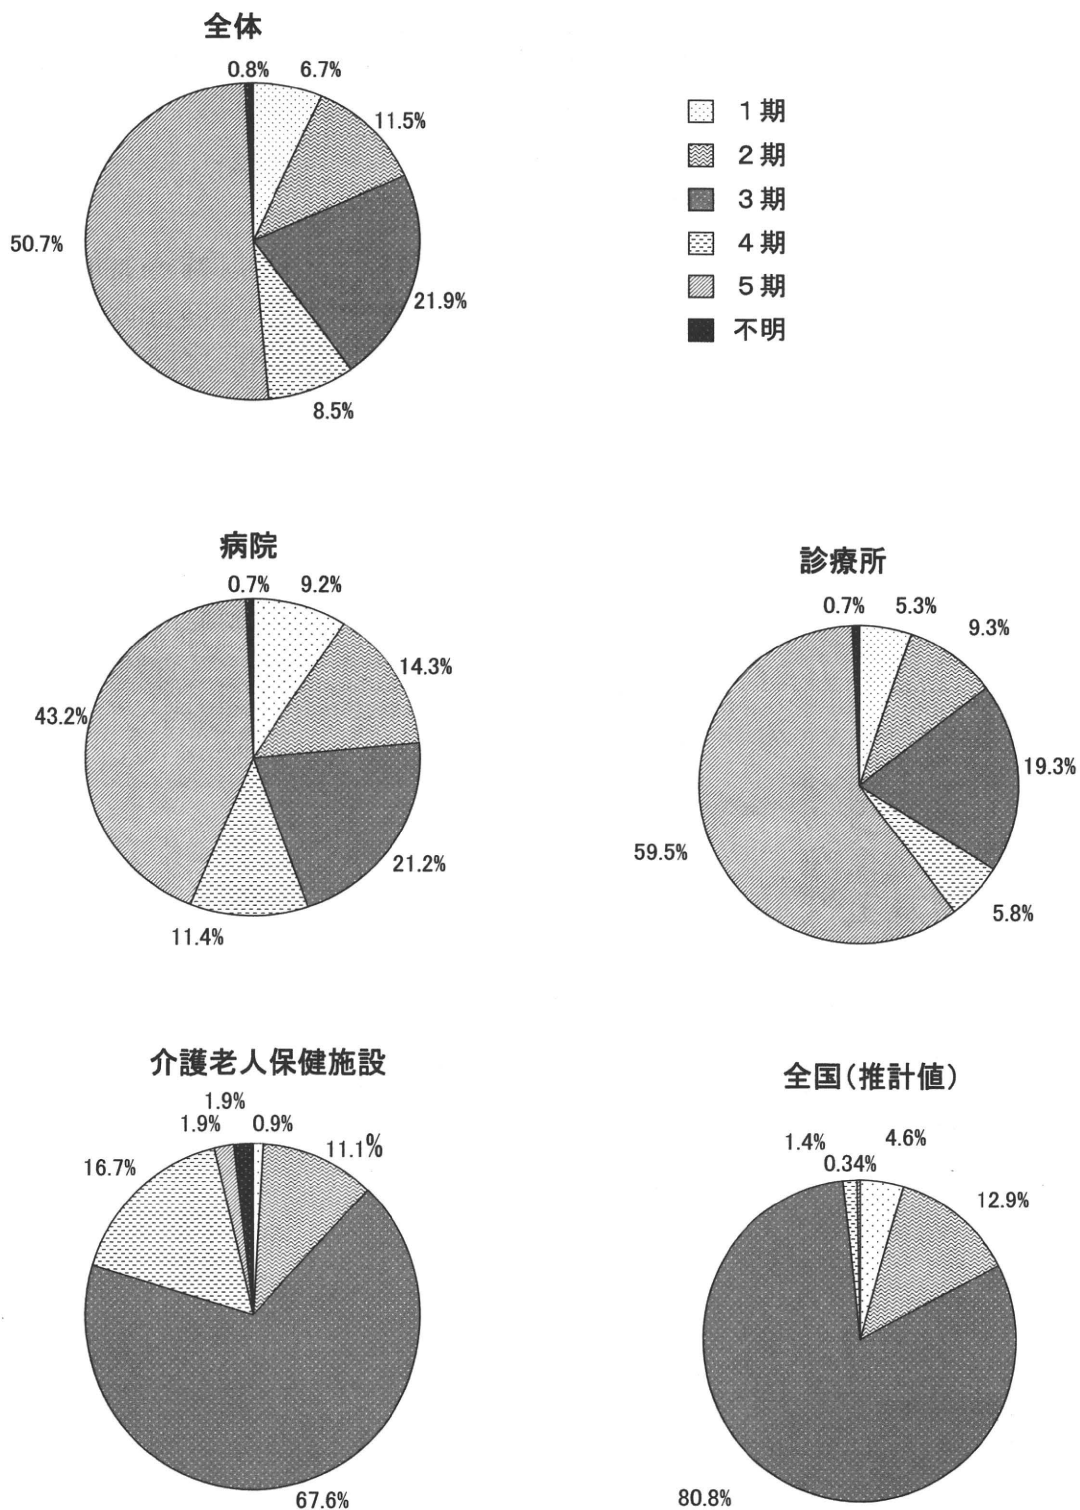 全体
0.8%
6.7%
11.5%
50.7%
21.9%
8.5%
1期
2期
3期
4期
5期
不明
病院
0.7%
9.2%
14.3%
43.2%
21.2%
11.4%
診療所
0.7%
5.3%
9.3%
19.3%
59.5%
5.8%
介護老人保健施設
1.9%
1.9%
0.9%
11.1%
16.7%
67.6%
全国(推計値)
1.4%
4.6%
0.34%
12.9%
80.8%